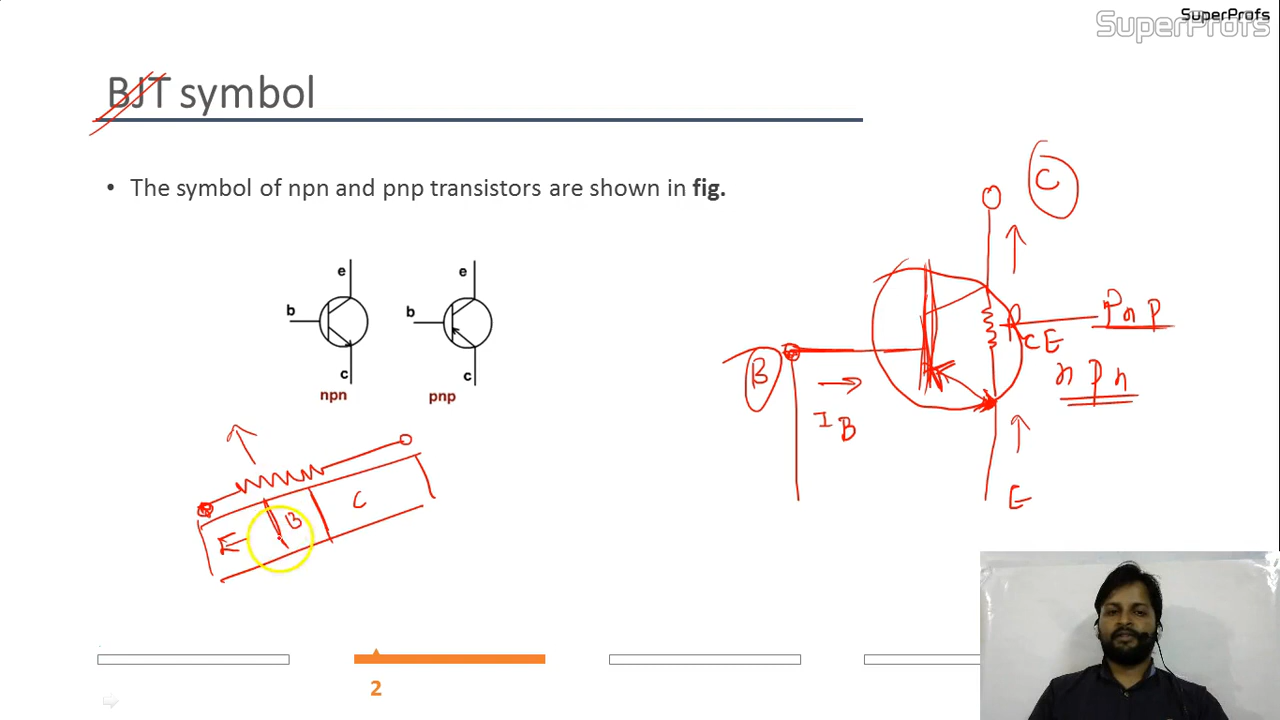 SuperProfs
SuperProfs
BJT symbol
• The symbol of npn and pnp transistors are shown in fig.
e
b
c
npn
e
b
c
pnp
C
PnP
CE
nPn
B
IB
E
E
B
C
2